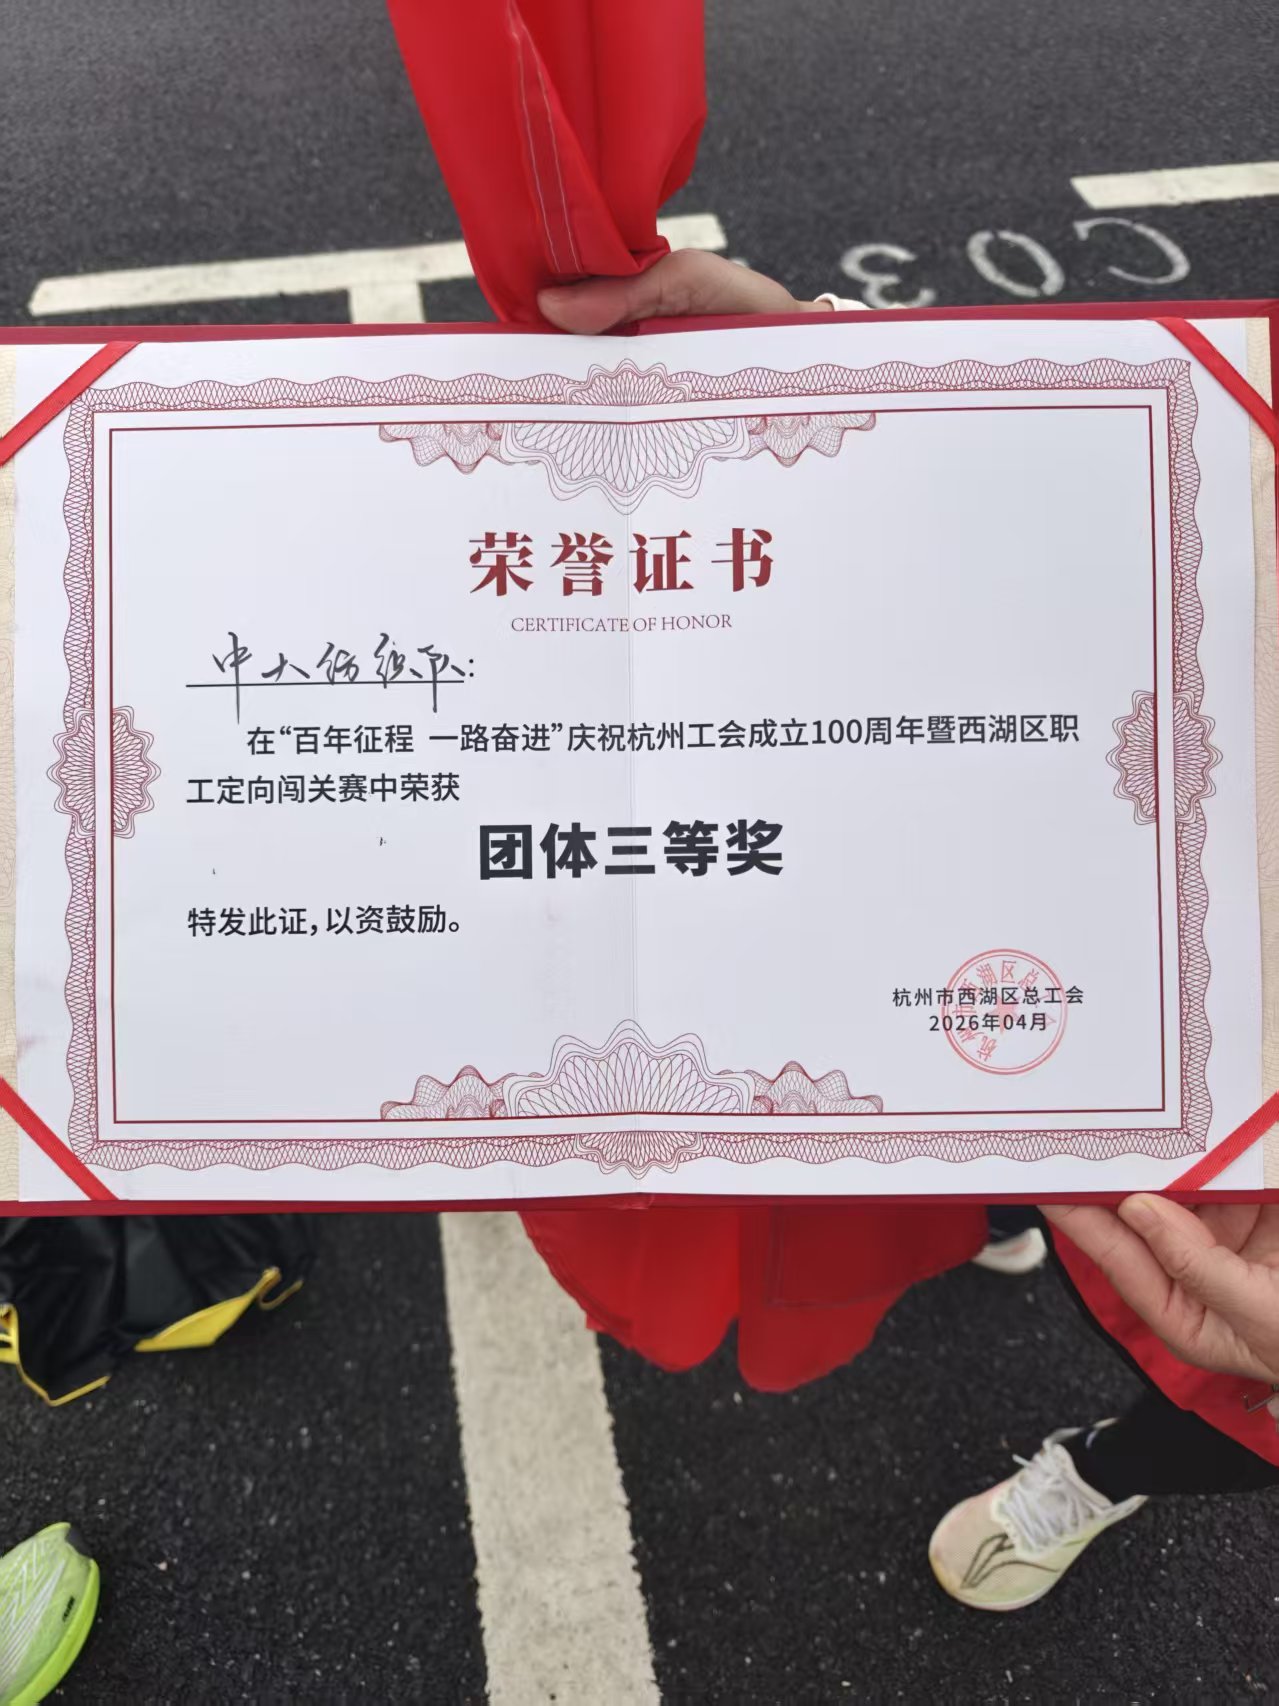 C03
荣誉证书
CERTIFICATE OF HONOR
中大纺织队：
在“百年征程 一路奋进”庆祝杭州工会成立100周年暨西湖区职
工定向闯关赛中荣获
团体三等奖
特发此证，以资鼓励。
杭州市西湖区总工会
2026年04月